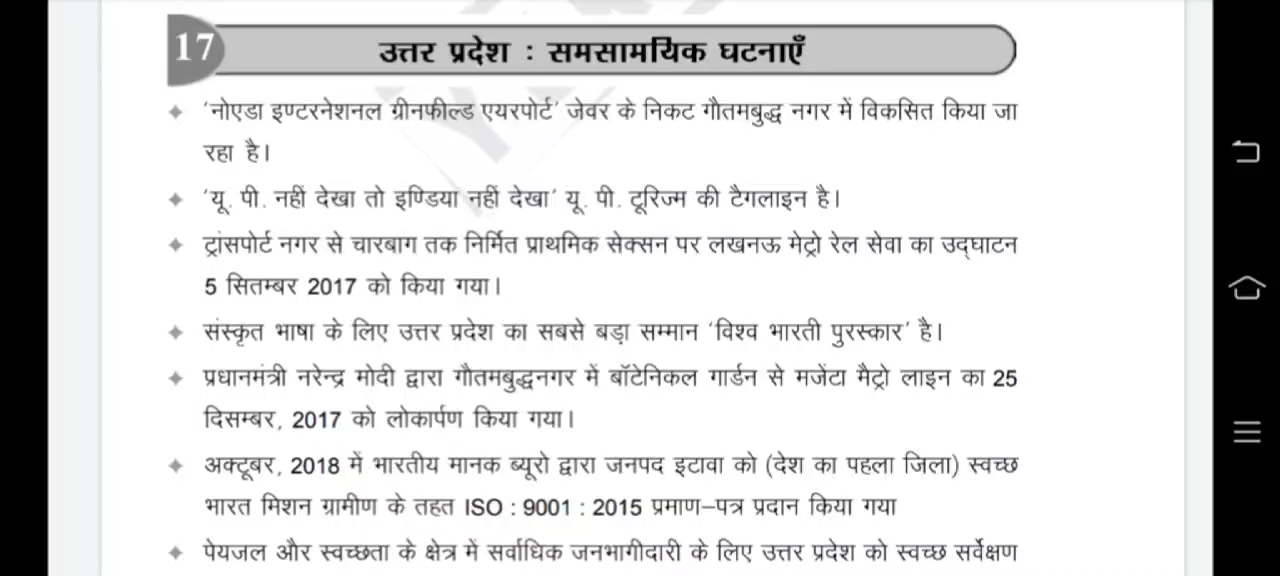 17
उत्तर प्रदेश : समसामयिक घटनाएँ
'नोएडा इण्टरनेशनल ग्रीनफील्ड एयरपोर्ट' जेवर के निकट गौतमबुद्ध नगर में विकसित किया जा
रहा है।
'यू. पी. नहीं देखा तो इण्डिया नहीं देखा' यू. पी. टूरिज्म की टैगलाइन है।
ट्रांसपोर्ट नगर से चारबाग तक निर्मित प्राथमिक सेक्सन पर लखनऊ मेट्रो रेल सेवा का उद्घाटन
5 सितम्बर 2017 को किया गया।
संस्कृत भाषा के लिए उत्तर प्रदेश का सबसे बड़ा सम्मान 'विश्व भारती पुरस्कार' है।
प्रधानमंत्री नरेन्द्र मोदी द्वारा गौतमबुद्धनगर में बॉटेनिकल गार्डन से मजेंटा मैट्रो लाइन का 25
दिसम्बर, 2017 को लोकार्पण किया गया।
अक्टूबर, 2018 में भारतीय मानक ब्यूरो द्वारा जनपद इटावा को (देश का पहला जिला) स्वच्छ
भारत मिशन ग्रामीण के तहत ISO : 9001 : 2015 प्रमाण–पत्र प्रदान किया गया
पेयजल और स्वच्छता के क्षेत्र में सर्वाधिक जनभागीदारी के लिए उत्तर प्रदेश को स्वच्छ सर्वेक्षण